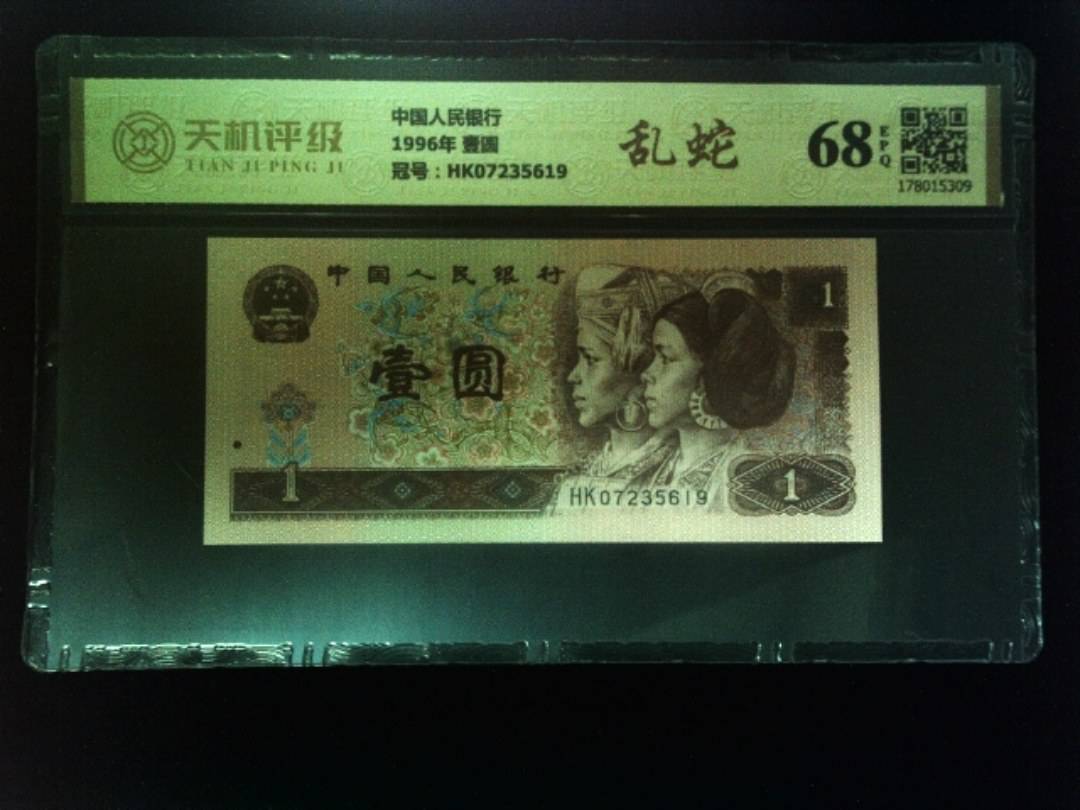 天机评级
TIAN JI PING JI
中国人民银行
1996年 壹圆
冠号：HK07235619
乱蛇
68
EPQ
178015309
中国人民银行
1
壹圆
1
HK07235619
1